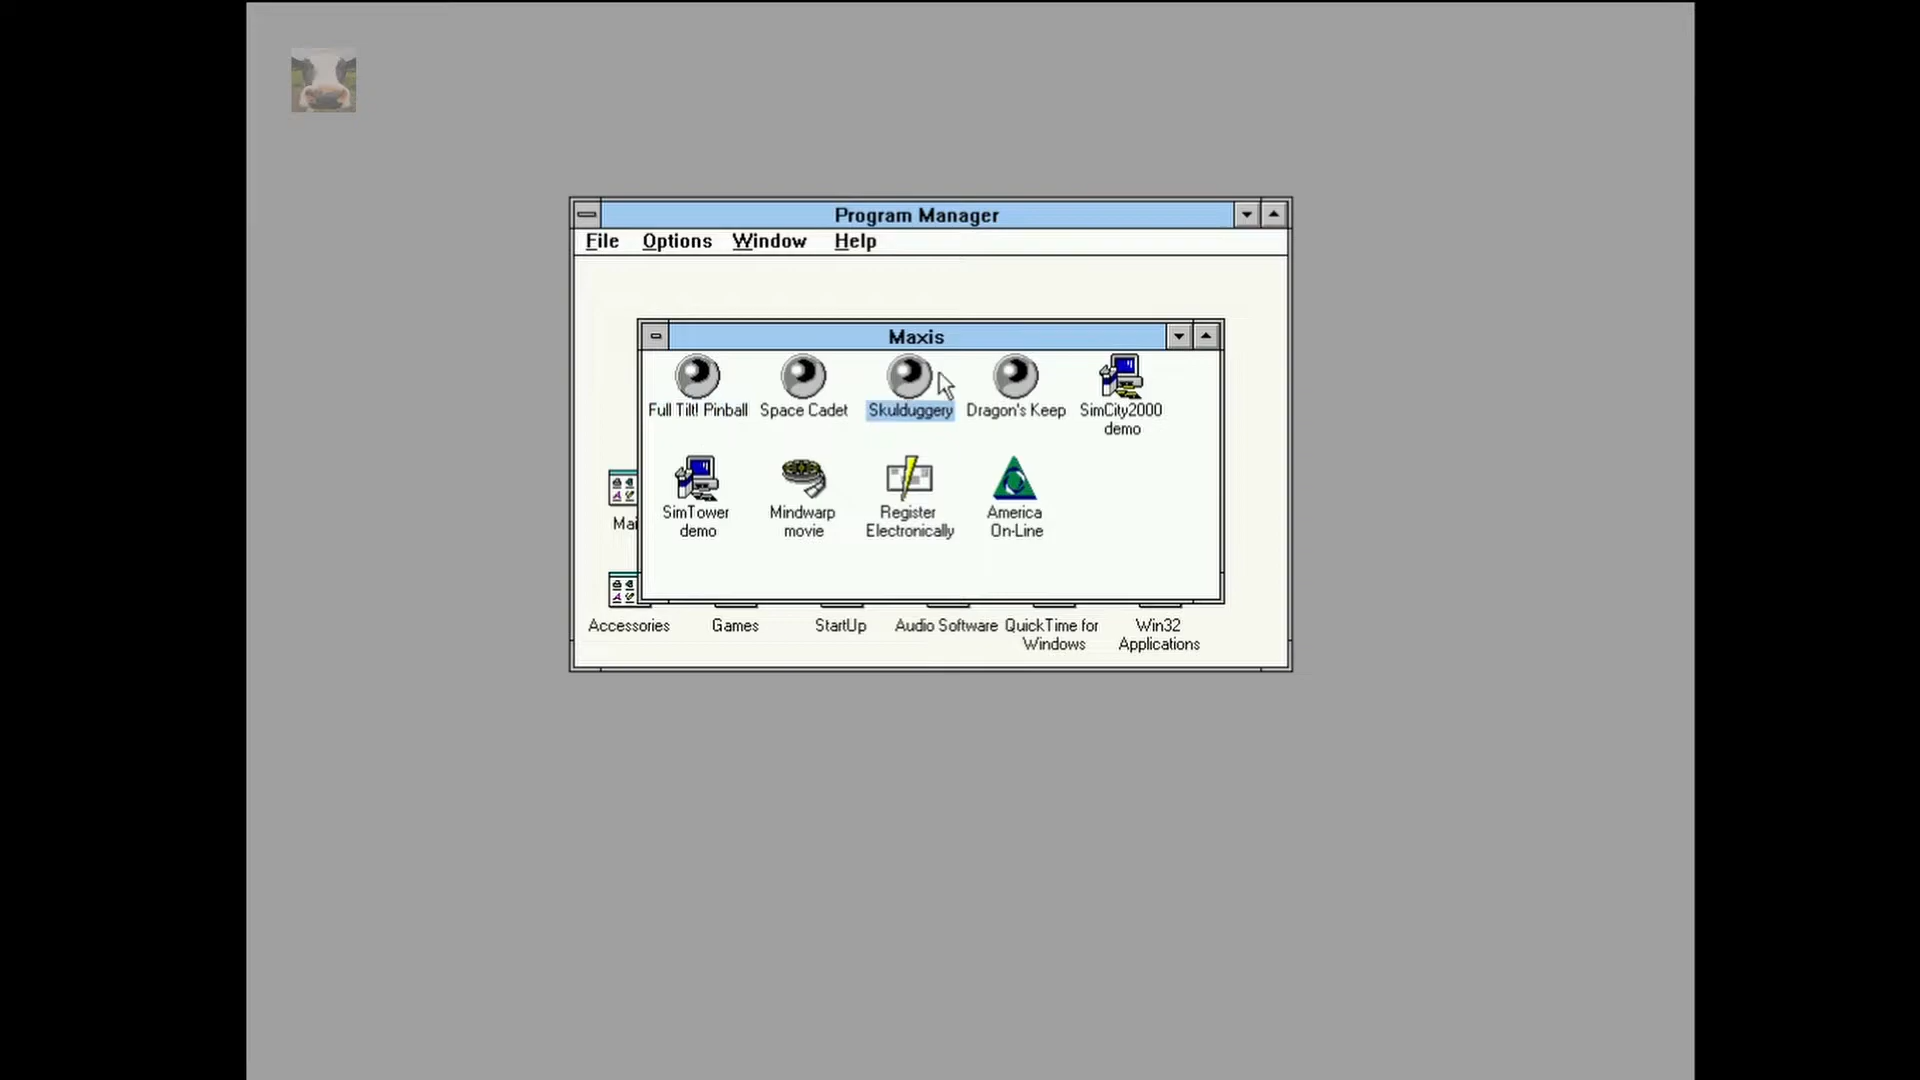 Program Manager
File Options Window Help
Maxis
Full Tilt! Pinball Space Cadet Skulduggery Dragon's Keep SimCity2000
demo
SimTower Mindwarp Register America
demo movie Electronically On-Line
Mai
Accessories Games StartUp Audio Software QuickTime for Win32
Windows Applications